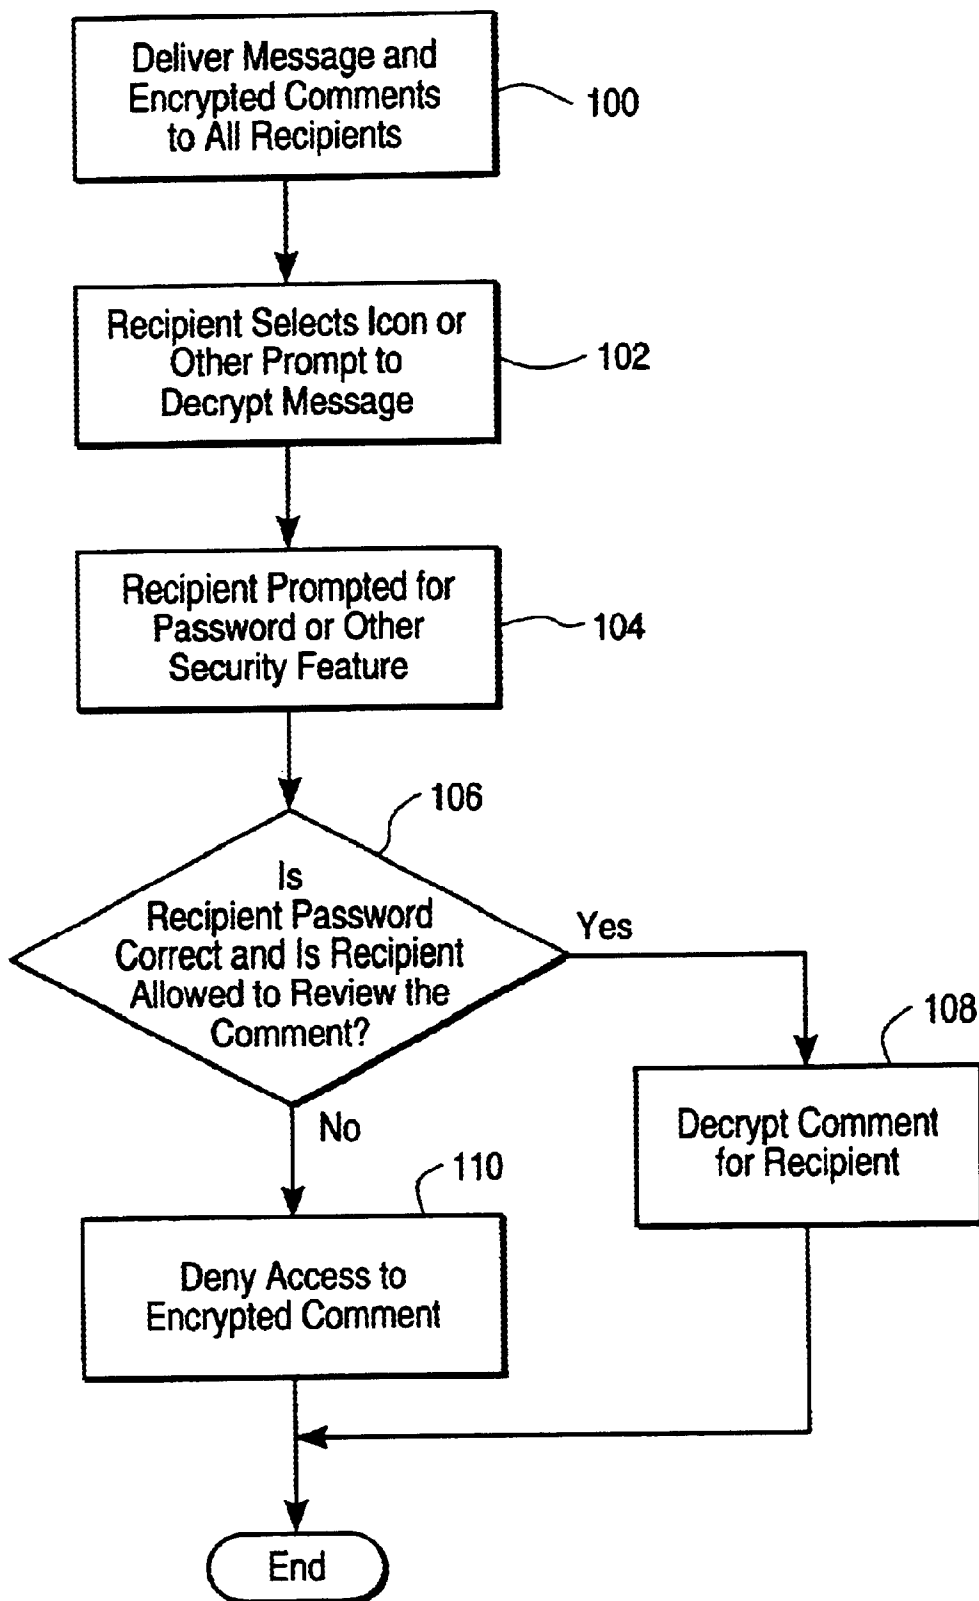 Deliver Message and
Encrypted Comments
to All Recipients
100
Recipient Selects Icon or
Other Prompt to
Decrypt Message
102
Recipient Prompted for
Password or Other
Security Feature
104
106
Is
Recipient Password
Correct and Is Recipient
Allowed to Review the
Comment?
Yes
No
108
Decrypt Comment
for Recipient
110
Deny Access to
Encrypted Comment
End